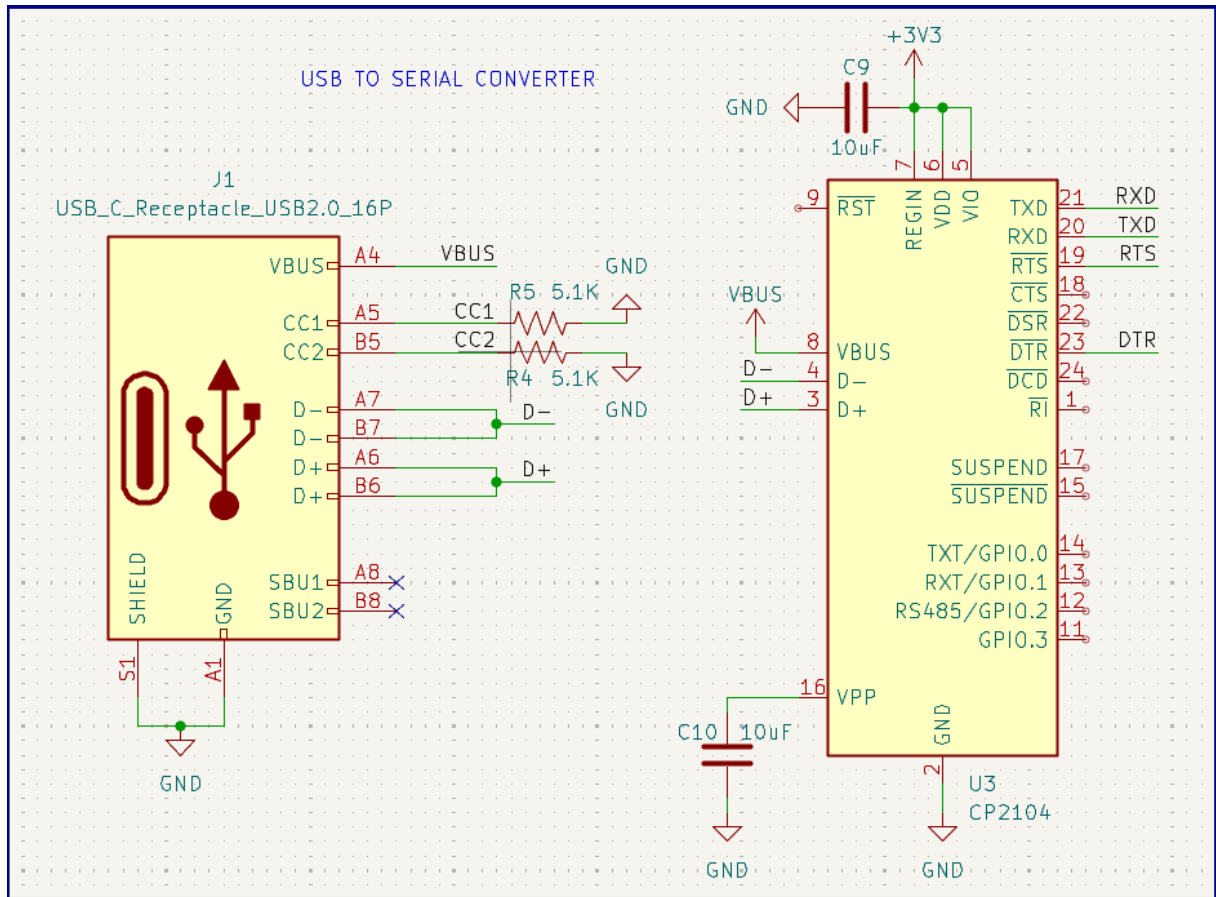 USB TO SERIAL CONVERTER
J1
USB_C_Receptacle_USB2.0_16P
VBUS
A4
VBUS
CC1
A5
CC1
R5 5.1K
GND
CC2
B5
CC2
R4 5.1K
GND
D-
A7
D-
D-
B7
D+
A6
D+
D+
B6
SBU1
A8
SBU2
B8
SHIELD
GND
S1
A1
GND
+3V3
C9
GND
10uF
7
6
5
9
RST
REGIN
VDD
VIO
TXD
21
RXD
RXD
20
TXD
RTS
19
RTS
CTS
18
DSR
22
VBUS
8
VBUS
DTR
23
DTR
D-
4
D-
DCD
24
D+
3
D+
RI
1
SUSPEND
17
SUSPEND
15
TXT/GPIO.0
14
RXT/GPIO.1
13
RS485/GPIO.2
12
GPIO.3
11
16
VPP
C10 10uF
GND
GND
2
U3
CP2104
GND